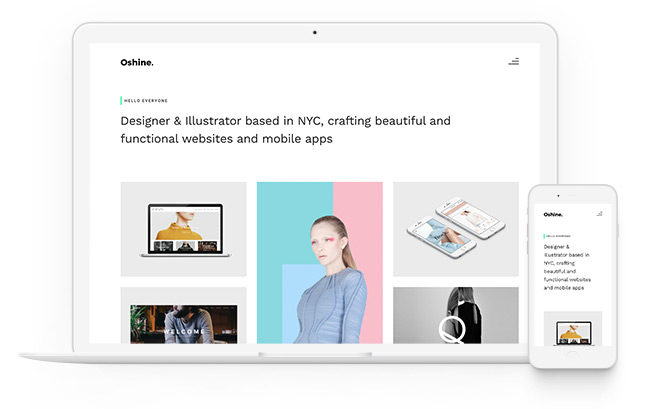 Oshine.
HELLO EVERYONE
Designer & Illustrator based in NYC, crafting beautiful and
functional websites and mobile apps
WELCOME
Q
Oshine.
HELLO EVERYONE
Designer &
Illustrator based in
NYC, crafting
beautiful and
functional websites
and mobile apps